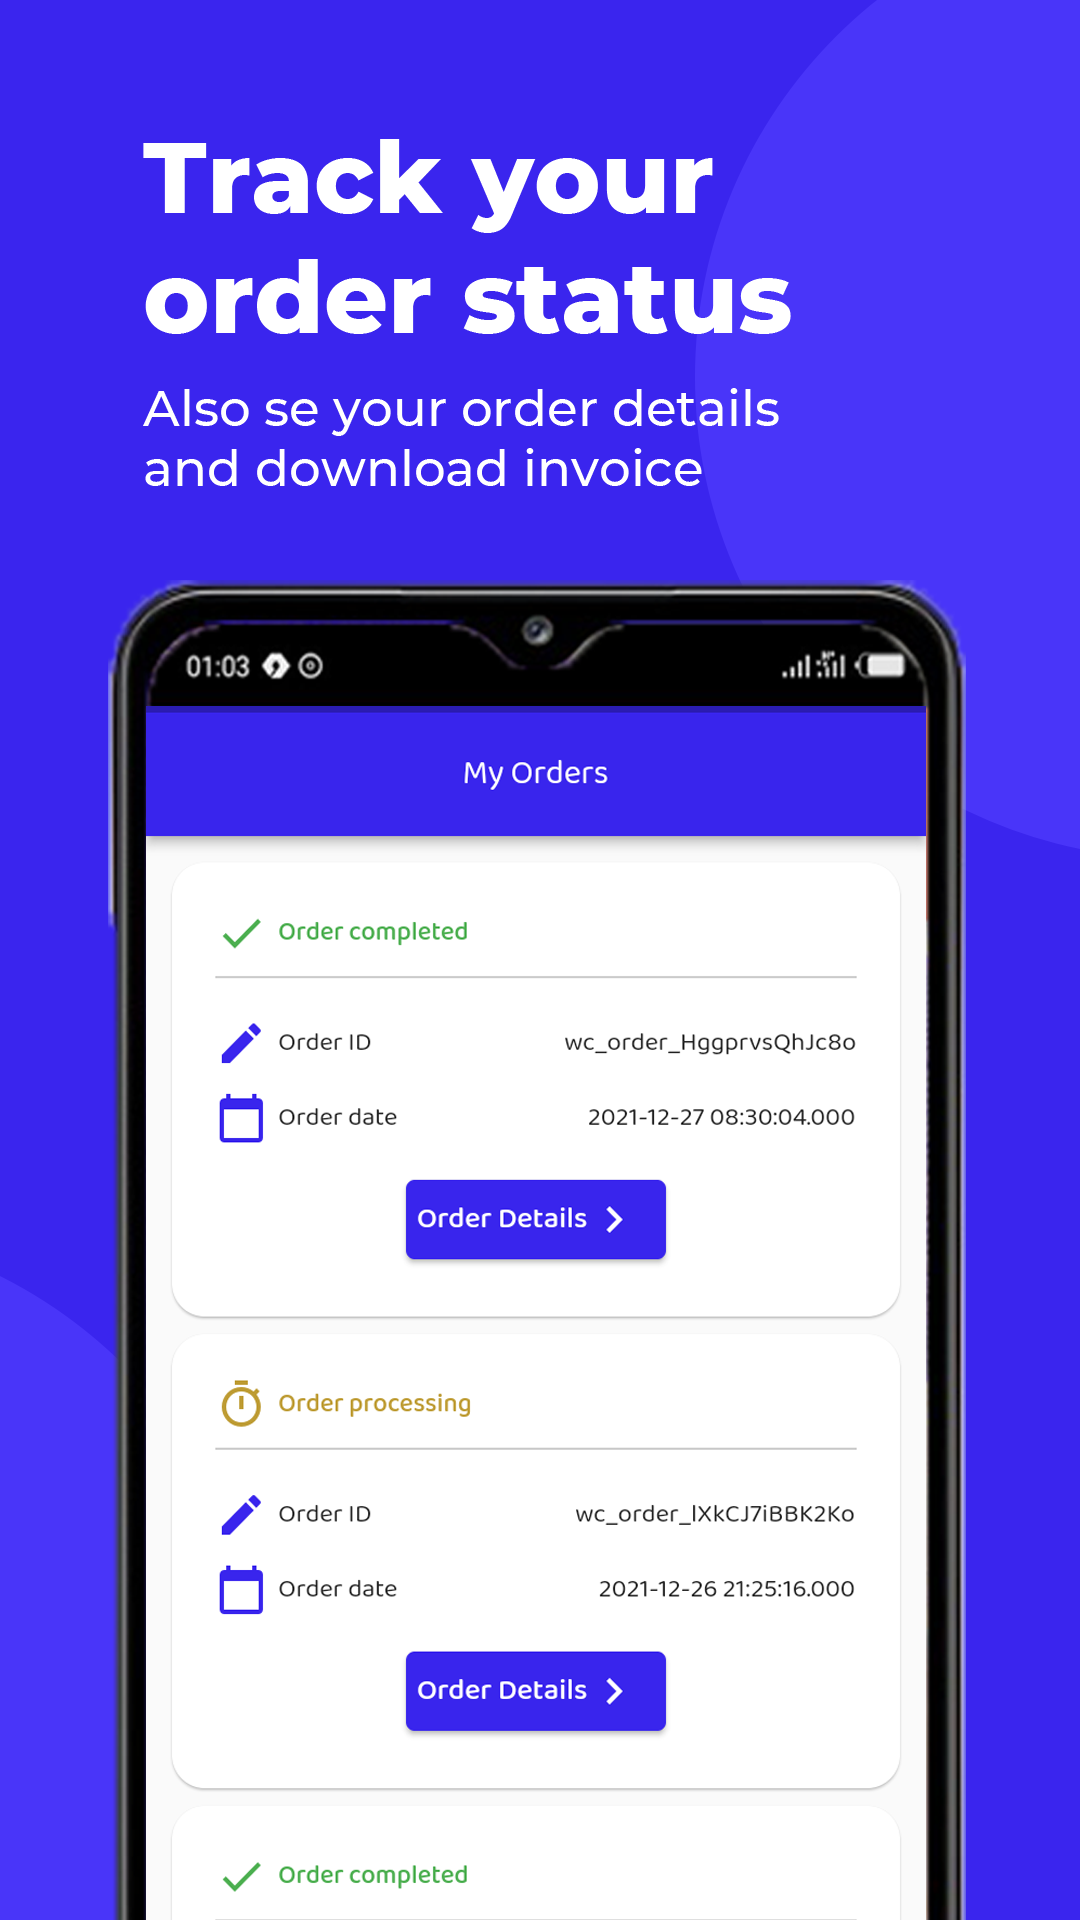 Track your
order status
Also se your order details
and download invoice
01:03
My Orders
Order completed
Order ID wc_order_HggprvsQhJc8o
Order date 2021-12-27 08:30:04.000
Order Details
Order processing
Order ID wc_order_lXkCJ7iBBK2Ko
Order date 2021-12-26 21:25:16.000
Order Details
Order completed